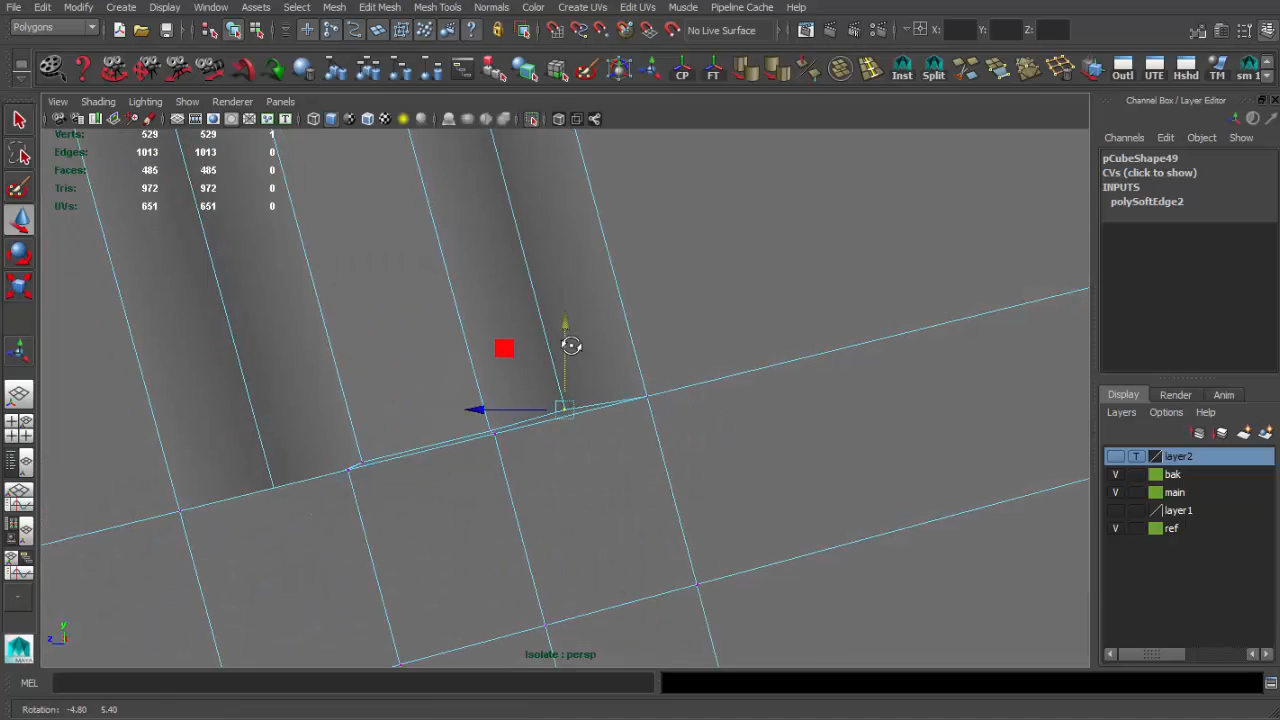 File Edit Modify Create Display Window Assets Select Mesh Edit Mesh Mesh Tools Normals Color Create UVs Edit UVs Muscle Pipeline Cache Help
Polygons No Live Surface X: Y: Z:
CP FT Inst Split Outl UTE Hshd TM sm 1
View Shading Lighting Show Renderer Panels
Verts: 529 529 1
Edges: 1013 1013 0
Faces: 485 485 0
Tris: 972 972 0
UVs: 651 651 0
y
z
Isolate : persp
Channel Box / Layer Editor
Channels Edit Object Show
pCubeShape49
CVs (click to show)
INPUTS
polySoftEdge2
Display Render Anim
Layers Options Help
T layer2
V bak
V main
layer1
V ref
MAYA
MEL
Rotation: -4.80 5.40